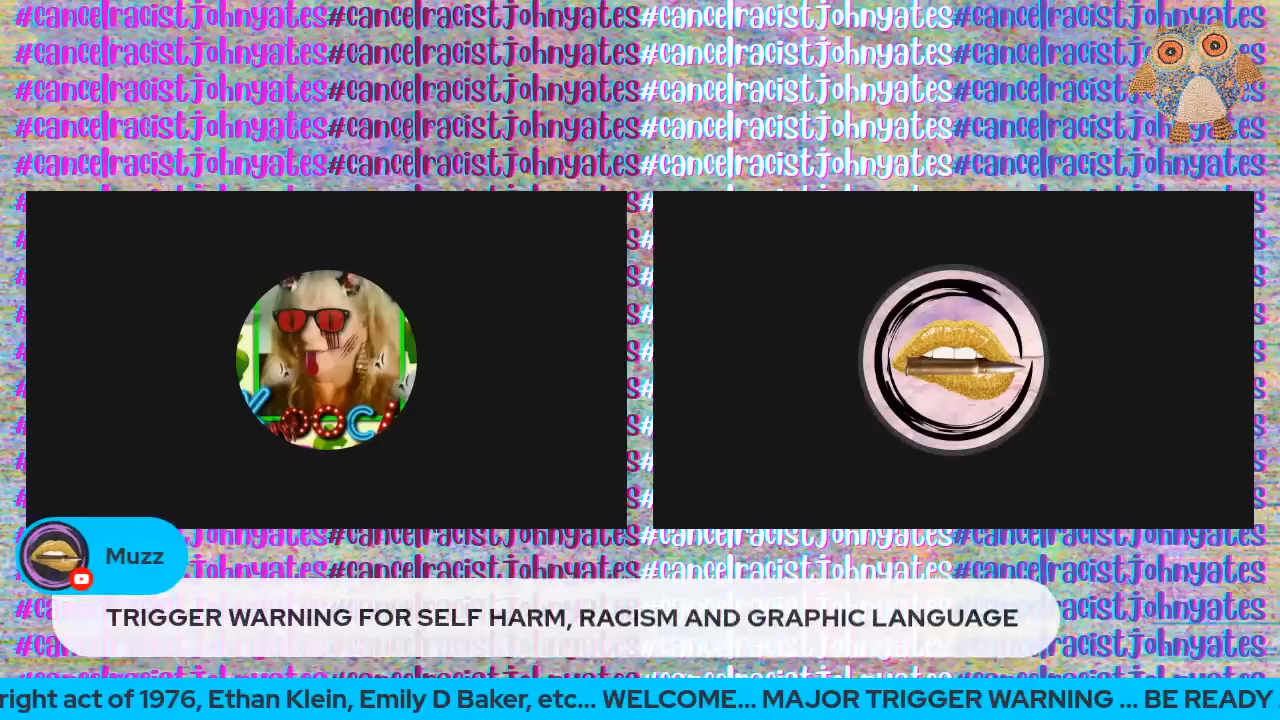 #cancelracistjohnyates#cancelracistjohnyates#cancelracistjohnyates#cancelracistjohnyates
#cancelracistjohnyates#cancelracistjohnyates#cancelracistjohnyates#cancelracistjohnyates
#cancelracistjohnyates#cancelracistjohnyates#cancelracistjohnyates#cancelracistjohnyates
#cancelracistjohnyates#cancelracistjohnyates#cancelracistjohnyates#cancelracistjohnyates
#cancelracistjohnyates#cancelracistjohnyates#cancelracistjohnyates#cancelracistjohnyates
Muzz
TRIGGER WARNING FOR SELF HARM, RACISM AND GRAPHIC LANGUAGE
right act of 1976, Ethan Klein, Emily D Baker, etc... WELCOME... MAJOR TRIGGER WARNING ... BE READY